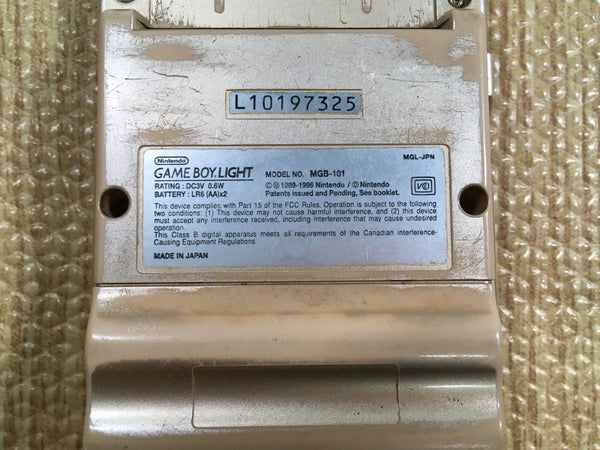 L10197325
Nintendo
GAME BOY LIGHT
MODEL NO. MGB-101
MGL-JPN
RATING : DC3V 0.6W
BATTERY : LR6 (AA)x2
©Ⓜ 1989-1996 Nintendo / Ⓜ Nintendo
Patents issued and Pending, See booklet.
VCI
This device complies with Part 15 of the FCC Rules. Operation is subject to the following
two conditions: (1) This device may not cause harmful interference, and (2) this device
must accept any interference received, including interference that may cause undesired
operation.
This Class B digital apparatus meets all requirements of the Canadian Interference-
Causing Equipment Regulations
MADE IN JAPAN